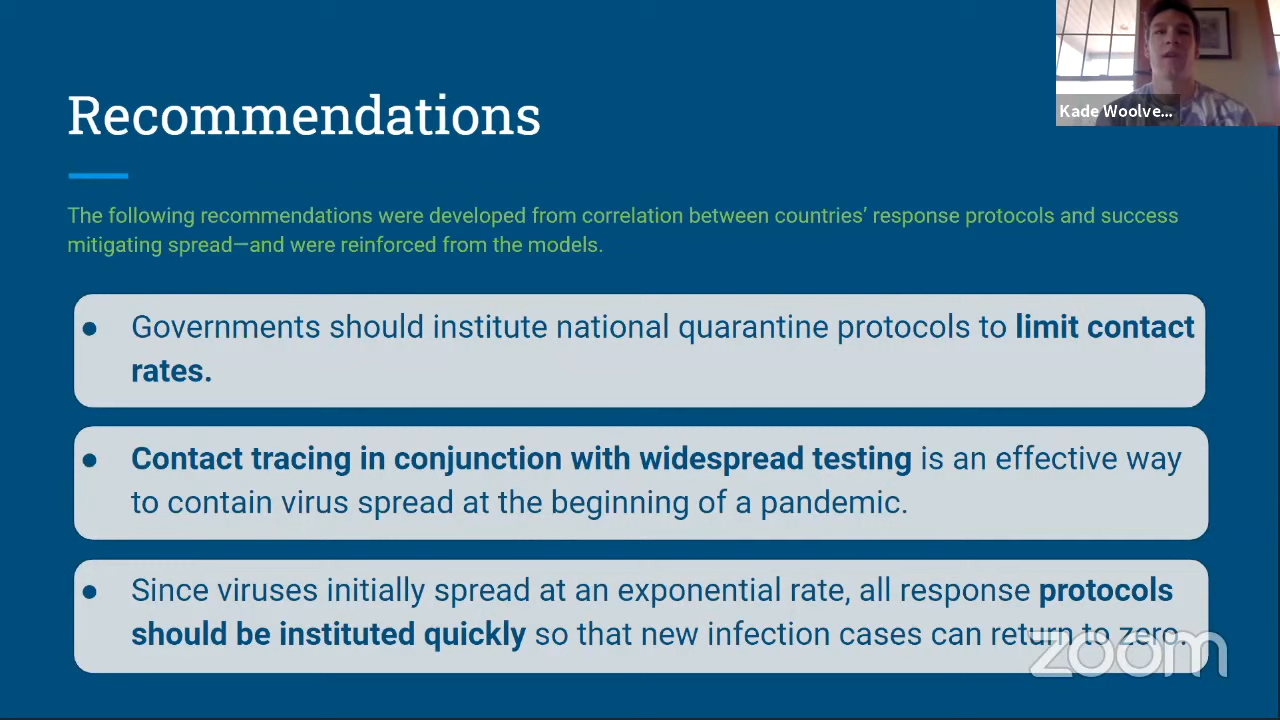 Kade Woolve...
Recommendations
The following recommendations were developed from correlation between countries’ response protocols and success
mitigating spread—and were reinforced from the models.
● Governments should institute national quarantine protocols to limit contact
rates.
● Contact tracing in conjunction with widespread testing is an effective way
to contain virus spread at the beginning of a pandemic.
● Since viruses initially spread at an exponential rate, all response protocols
should be instituted quickly so that new infection cases can return to zero.
zoom